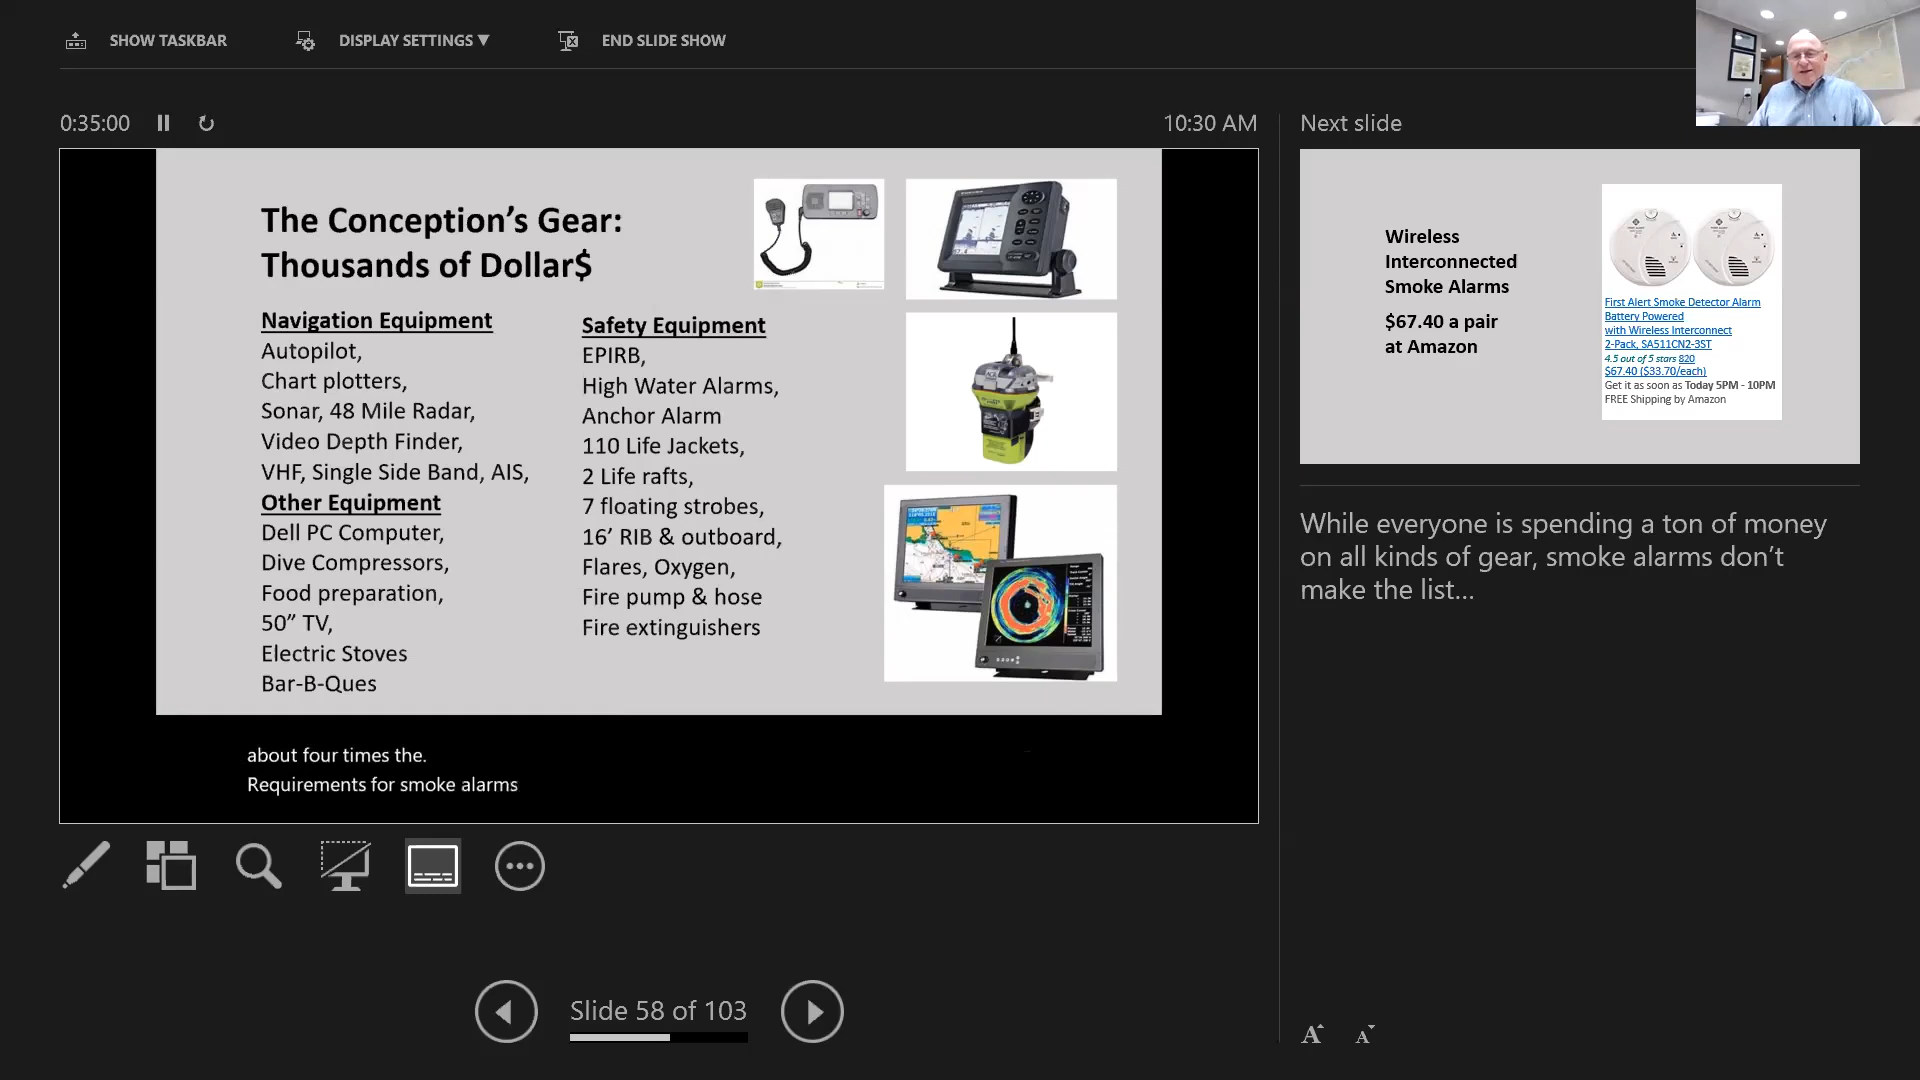 SHOW TASKBAR
DISPLAY SETTINGS ▼
END SLIDE SHOW
0:35:00
10:30 AM
The Conception’s Gear:
Thousands of Dollar$
Navigation Equipment
Autopilot,
Chart plotters,
Sonar, 48 Mile Radar,
Video Depth Finder,
VHF, Single Side Band, AIS,
Other Equipment
Dell PC Computer,
Dive Compressors,
Food preparation,
50” TV,
Electric Stoves
Bar-B-Ques
Safety Equipment
EPIRB,
High Water Alarms,
Anchor Alarm
110 Life Jackets,
2 Life rafts,
7 floating strobes,
16’ RIB & outboard,
Flares, Oxygen,
Fire pump & hose
Fire extinguishers
about four times the.
Requirements for smoke alarms
Slide 58 of 103
Next slide
Wireless
Interconnected
Smoke Alarms
$67.40 a pair
at Amazon
First Alert Smoke Detector Alarm
Battery Powered
with Wireless Interconnect
2-Pack, SA511CN2-3ST
4.5 out of 5 stars 820
$67.40 ($33.70/each)
Get it as soon as Today 5PM - 10PM
FREE Shipping by Amazon
While everyone is spending a ton of money
on all kinds of gear, smoke alarms don’t
make the list...
A A